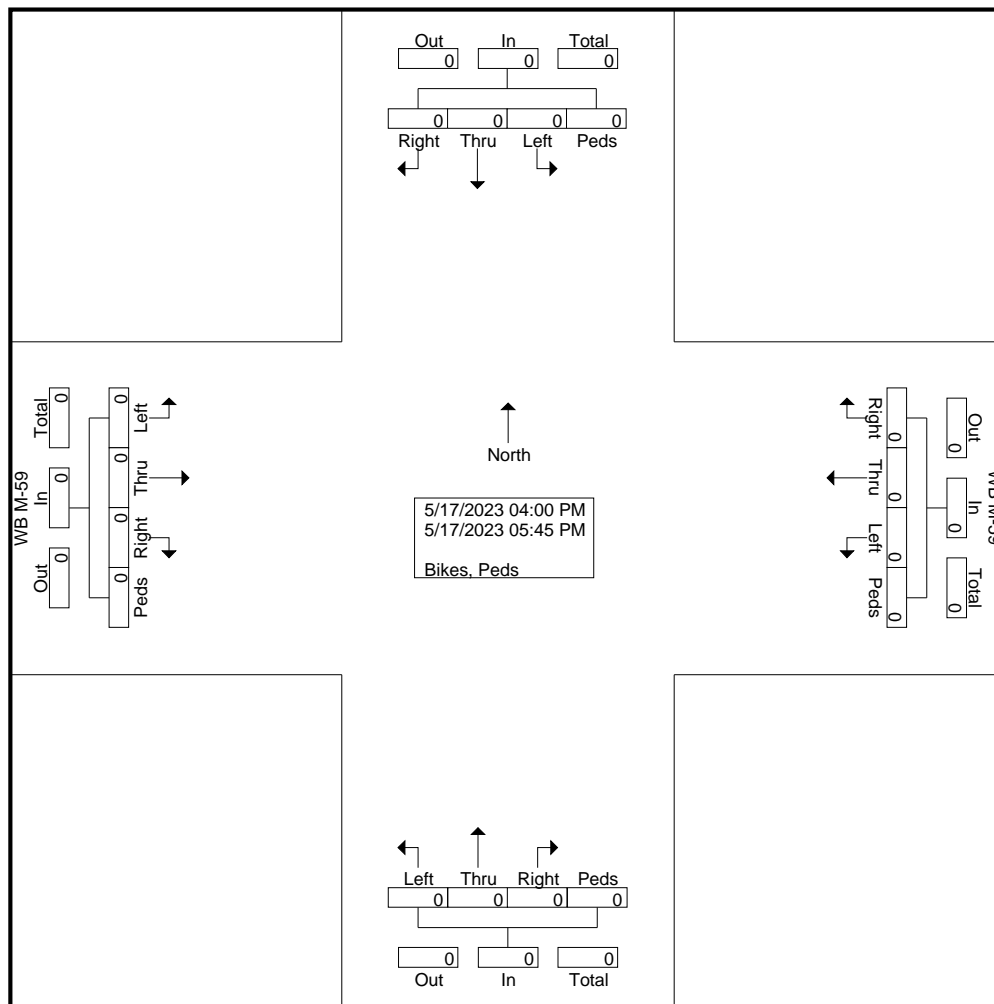 Out In Total
0 0 0
0 0 0 0
Right Thru Left Peds
WB M-59
Total In Out
0 0 0
0 0 0 0
Left Thru Right Peds
North
5/17/2023 04:00 PM
5/17/2023 05:45 PM
Bikes, Peds
Right Thru Left Peds
0 0 0 0
0 0 0
Out In Total
WB M-59
Left Thru Right Peds
0 0 0 0
0 0 0
Out In Total